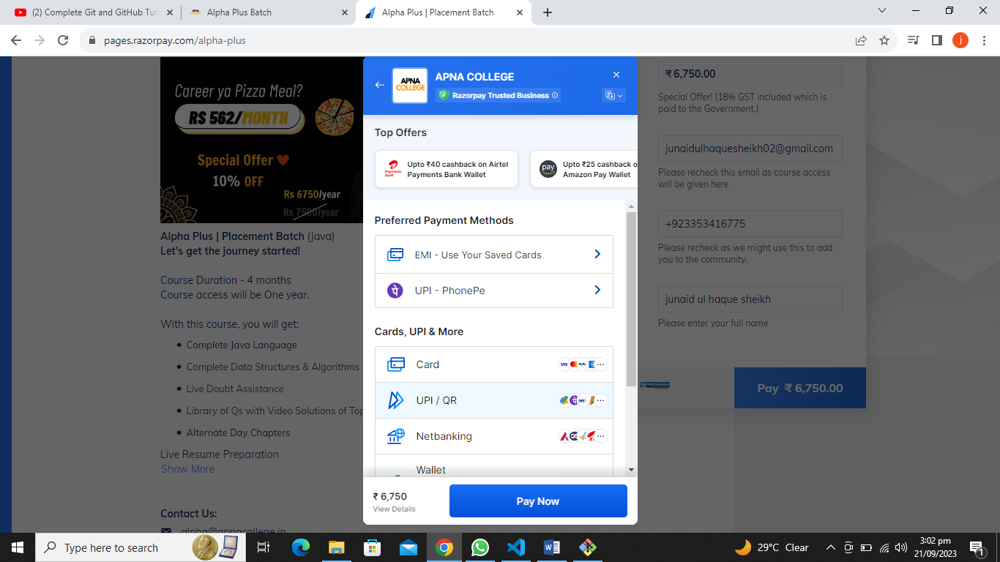 (2) Complete Git and GitHub Tut
Alpha Plus Batch
Alpha Plus | Placement Batch
pages.razorpay.com/alpha-plus
j
Career ya Pizza Meal?
RS 562/MONTH
Special Offer
10% OFF
Rs 6750/year
Rs 7500/year
Alpha Plus | Placement Batch (Java)
Let's get the journey started!
Course Duration - 4 months
Course access will be One year.
With this course, you will get:
Complete Java Language
Complete Data Structures & Algorithms
Live Doubt Assistance
Library of Qs with Video Solutions of Top
Alternate Day Chapters
Live Resume Preparation
Show More
Contact Us:
alpha@apnacollege.in
APNA
COLLEGE
APNA COLLEGE
Razorpay Trusted Business
Top Offers
Payments
Bank
Upto ₹40 cashback on Airtel
Payments Bank Wallet
pay
Upto ₹25 cashback o
Amazon Pay Wallet
Preferred Payment Methods
EMI - Use Your Saved Cards
UPI - PhonePe
Cards, UPI & More
Card
VISA
UPI / QR
Netbanking
Wallet
₹ 6,750
View Details
Pay Now
₹ 6,750.00
Special Offer! (18% GST included which is
paid to the Government.)
junaidulhaquesheikh02@gmail.com
Please recheck this email as course access
will be given here
+923353416775
Please recheck as we might use this to add
you to the community.
junaid ul haque sheikh
Please enter your full name
Pay ₹ 6,750.00
Type here to search
29°C Clear
3:02 pm
21/09/2023
1